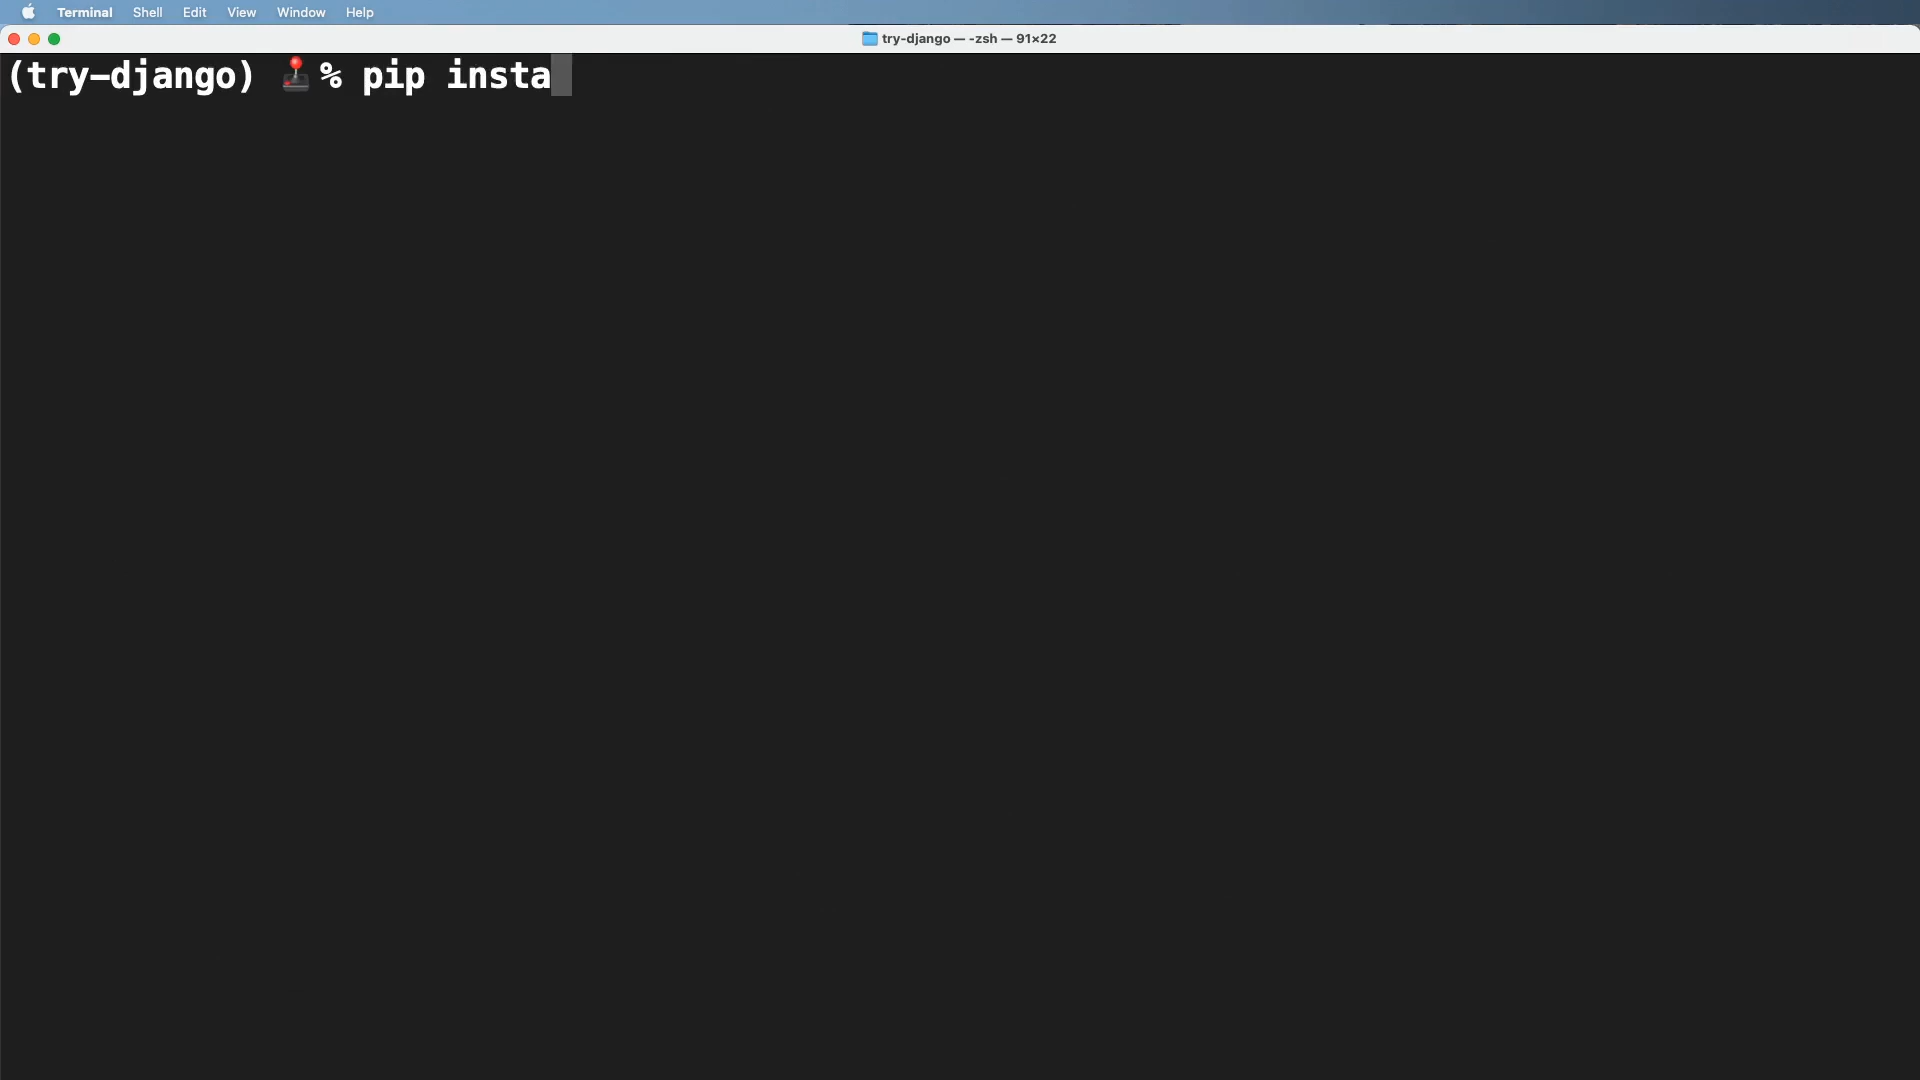 Terminal Shell Edit View Window Help
try-django — -zsh — 91×22
(try-django) 🕹️% pip insta